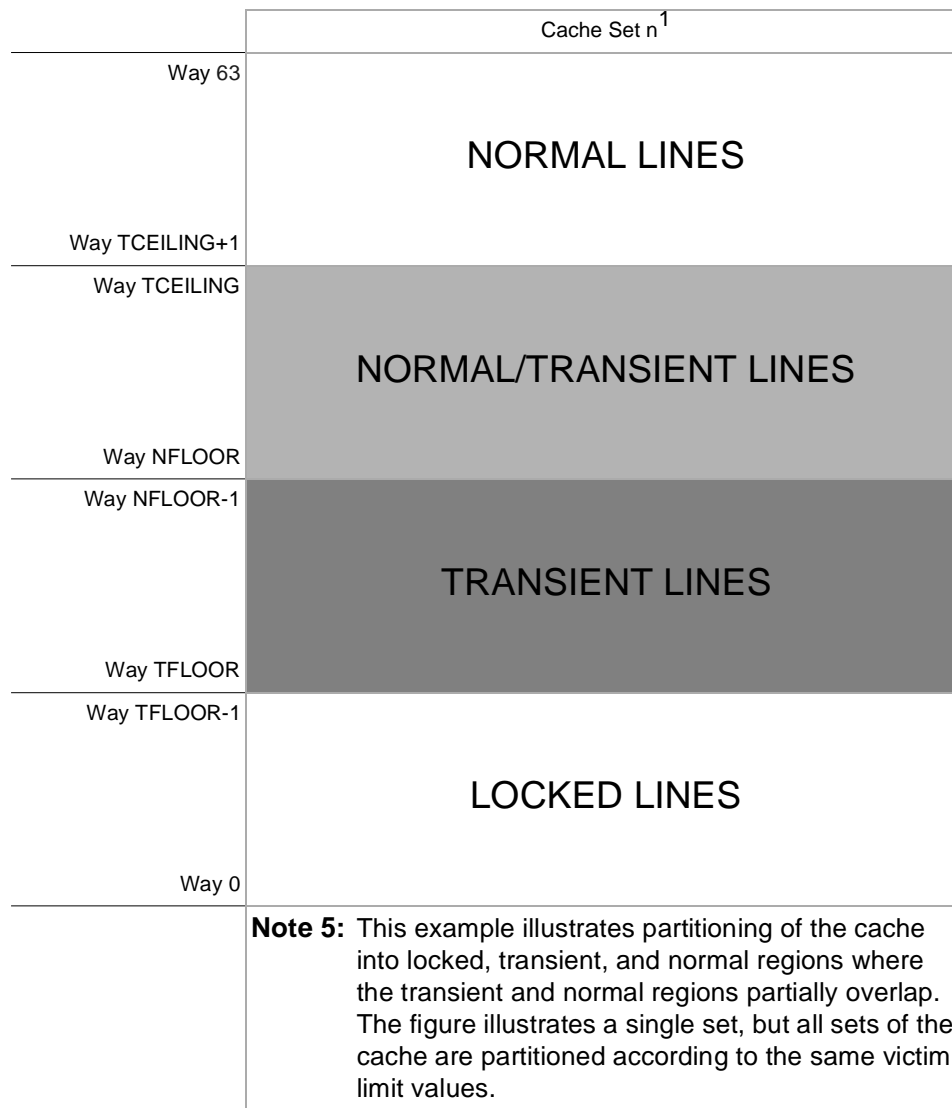 Cache Set n1
Way 63
NORMAL LINES
Way TCEILING+1
Way TCEILING
NORMAL/TRANSIENT LINES
Way NFLOOR
Way NFLOOR-1
TRANSIENT LINES
Way TFLOOR
Way TFLOOR-1
LOCKED LINES
Way 0
Note 5: This example illustrates partitioning of the cache
into locked, transient, and normal regions where
the transient and normal regions partially overlap.
The figure illustrates a single set, but all sets of the
cache are partitioned according to the same victim
limit values.